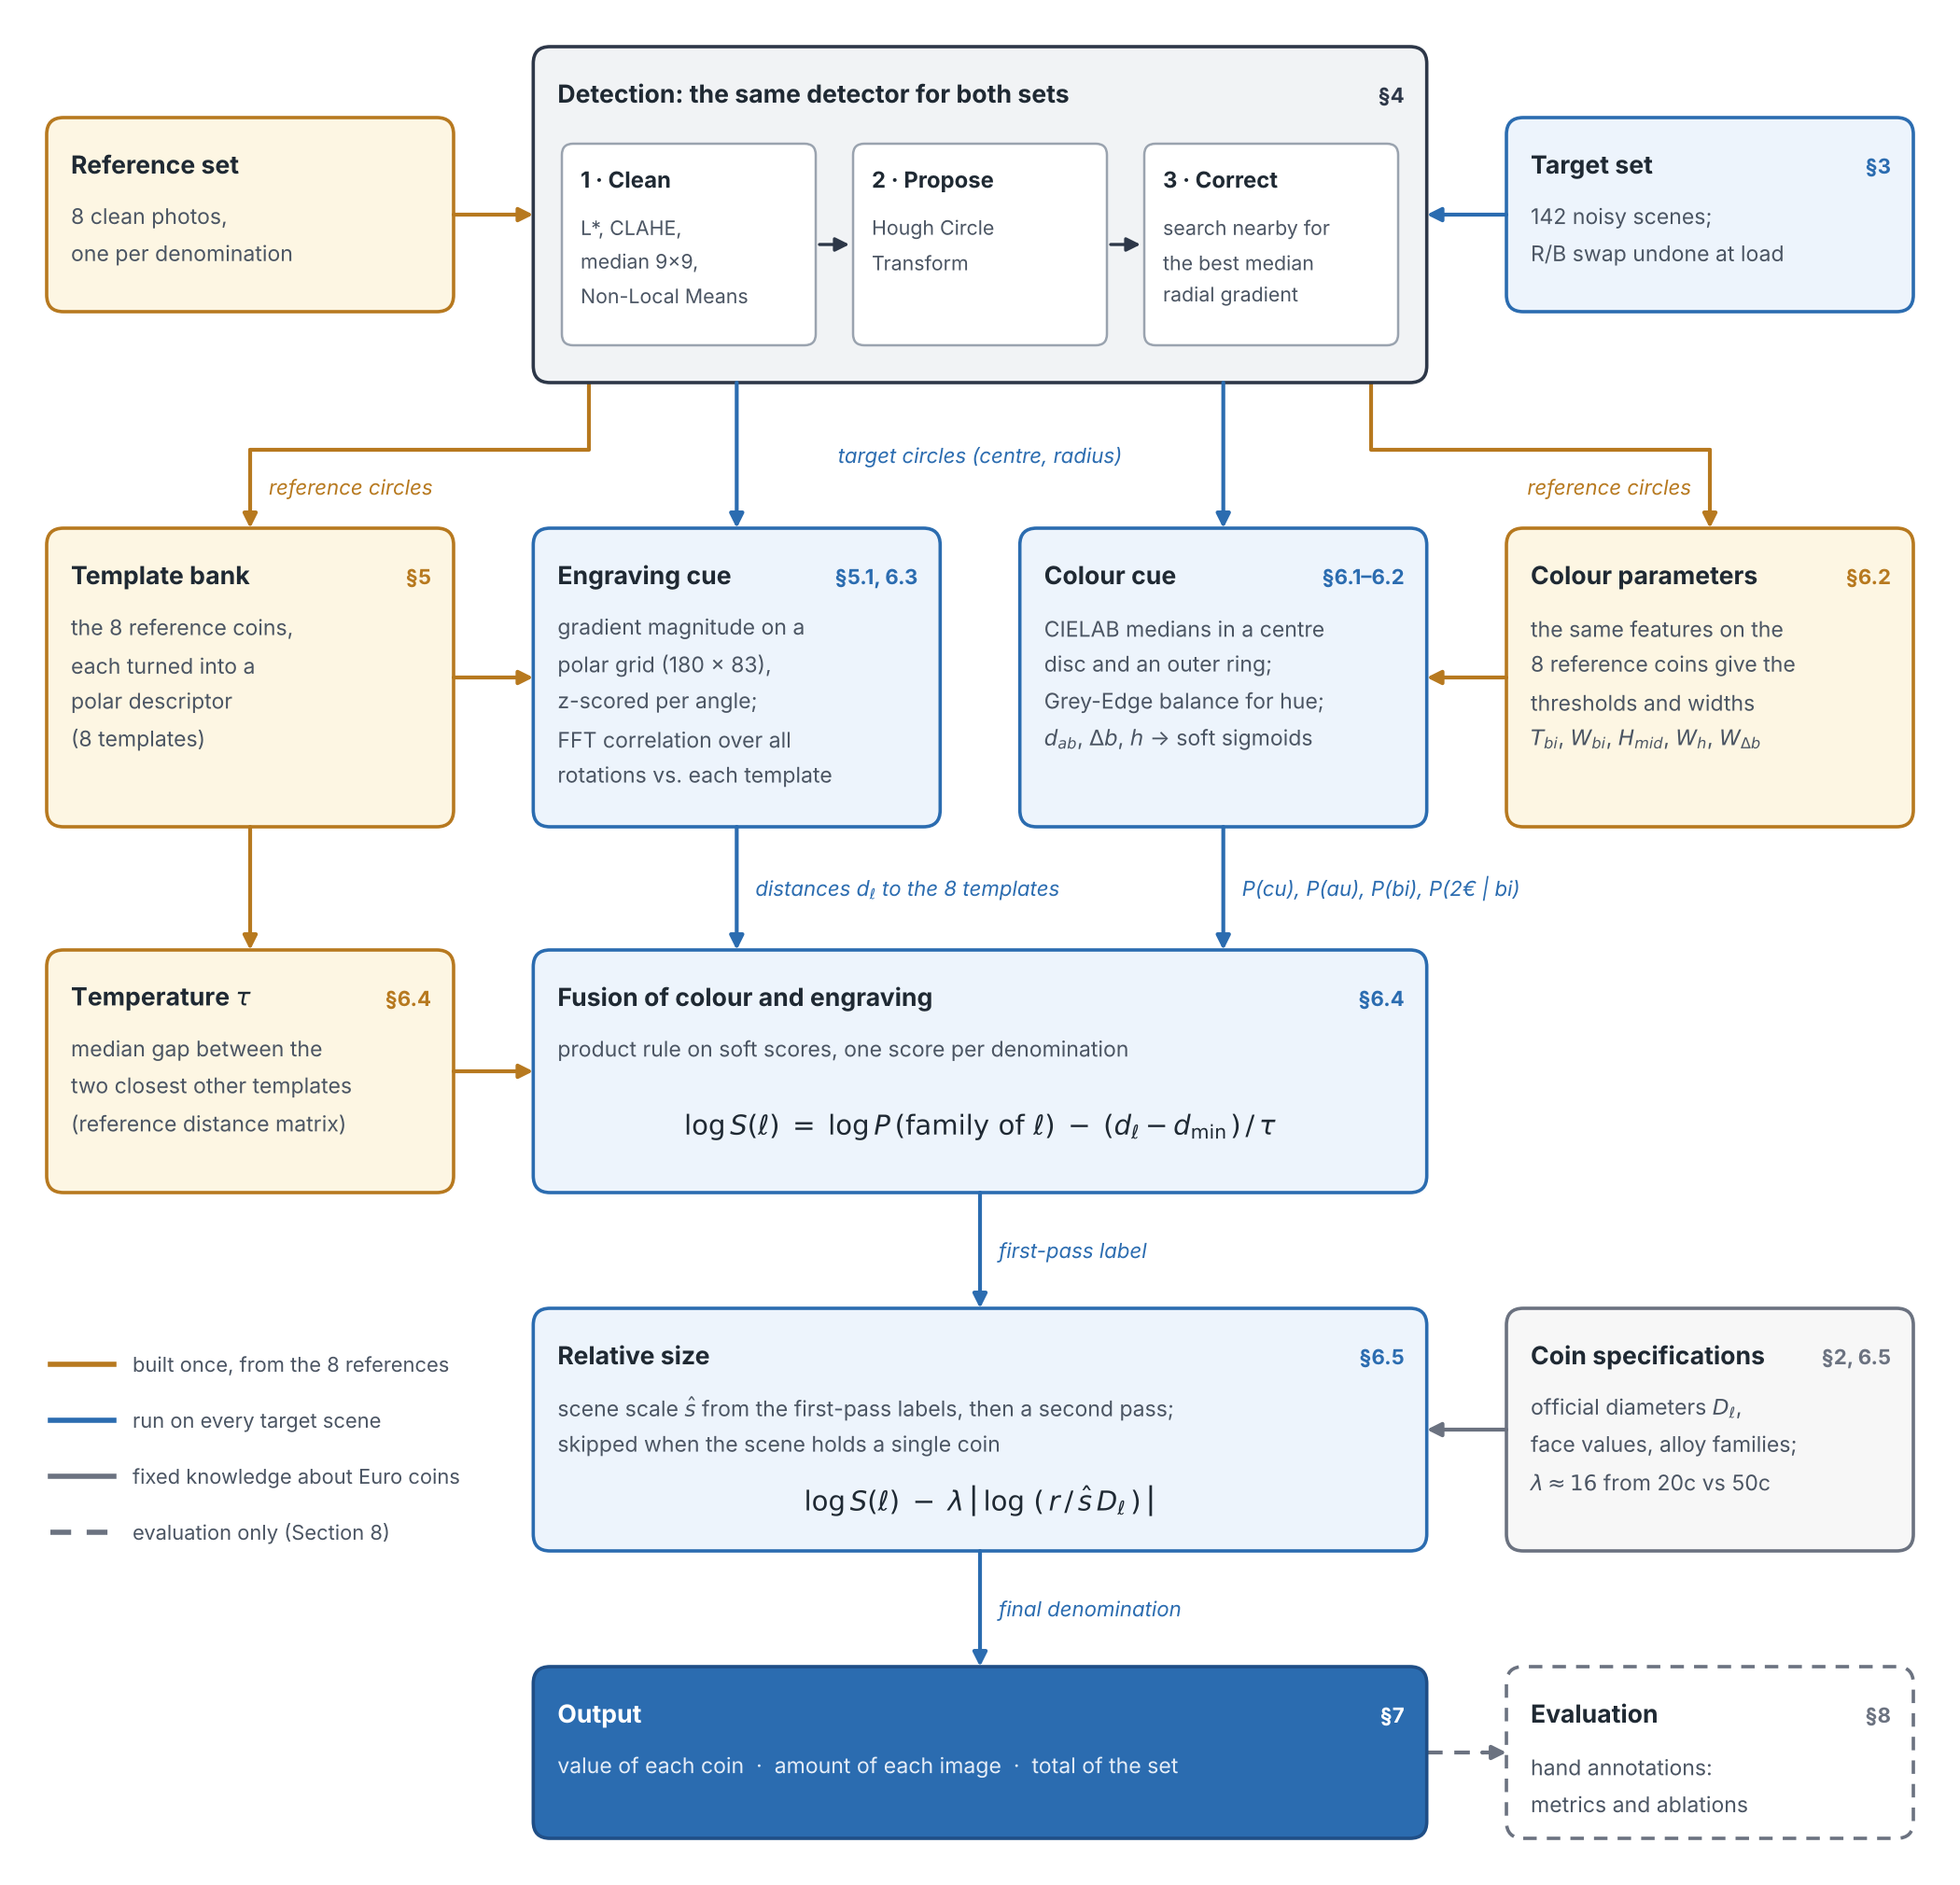 Detection: the same detector for both sets §4
Reference set
8 clean photos,
one per denomination
1 · Clean
L*, CLAHE,
median 9×9,
Non-Local Means
2 · Propose
Hough Circle
Transform
3 · Correct
search nearby for
the best median
radial gradient
Target set §3
142 noisy scenes;
R/B swap undone at load
target circles (centre, radius)
reference circles
reference circles
Template bank §5
the 8 reference coins,
each turned into a
polar descriptor
(8 templates)
Engraving cue §5.1, 6.3
gradient magnitude on a
polar grid (180 × 83),
z-scored per angle;
FFT correlation over all
rotations vs. each template
Colour cue §6.1–6.2
CIELAB medians in a centre
disc and an outer ring;
Grey-Edge balance for hue;
d_ab, Δb, h → soft sigmoids
Colour parameters §6.2
the same features on the
8 reference coins give the
thresholds and widths
T_bi, W_bi, H_mid, W_h, W_Δb
distances d_ℓ to the 8 templates
P(cu), P(au), P(bi), P(2€ | bi)
Temperature τ §6.4
median gap between the
two closest other templates
(reference distance matrix)
Fusion of colour and engraving §6.4
product rule on soft scores, one score per denomination
log S(ℓ) = log P(family of ℓ) − (d_ℓ − d_min) / τ
first-pass label
Relative size §6.5
scene scale ŝ from the first-pass labels, then a second pass;
skipped when the scene holds a single coin
log S(ℓ) − λ | log ( r / ŝ D_ℓ ) |
Coin specifications §2, 6.5
official diameters D_ℓ,
face values, alloy families;
λ ≈ 16 from 20c vs 50c
built once, from the 8 references
run on every target scene
fixed knowledge about Euro coins
evaluation only (Section 8)
final denomination
Output §7
value of each coin · amount of each image · total of the set
Evaluation §8
hand annotations:
metrics and ablations